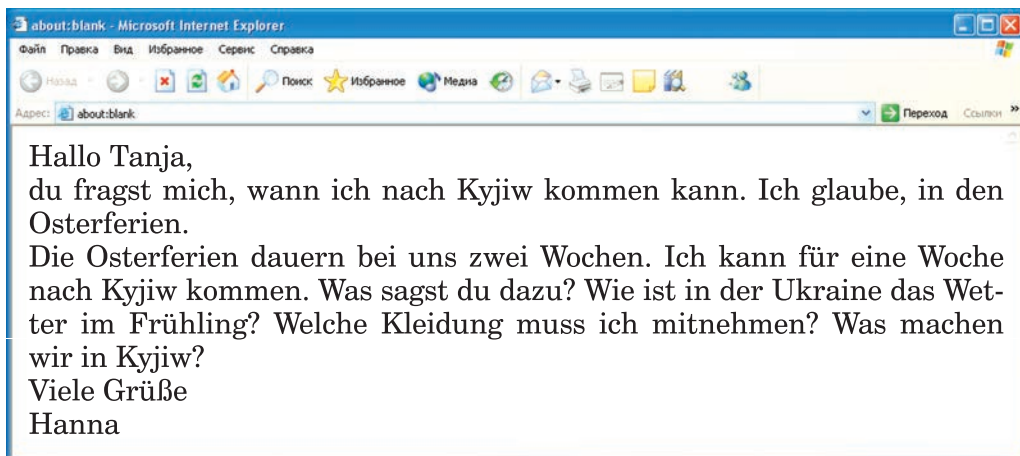 about:blank - Microsoft Internet Explorer
Файл Правка Вид Избранное Сервис Справка
Назад Поиск Избранное Медиа
Адрес: about:blank Переход Ссылки »
Hallo Tanja,
du fragst mich, wann ich nach Kyjiw kommen kann. Ich glaube, in den
Osterferien.
Die Osterferien dauern bei uns zwei Wochen. Ich kann für eine Woche
nach Kyjiw kommen. Was sagst du dazu? Wie ist in der Ukraine das Wet-
ter im Frühling? Welche Kleidung muss ich mitnehmen? Was machen
wir in Kyjiw?
Viele Grüße
Hanna